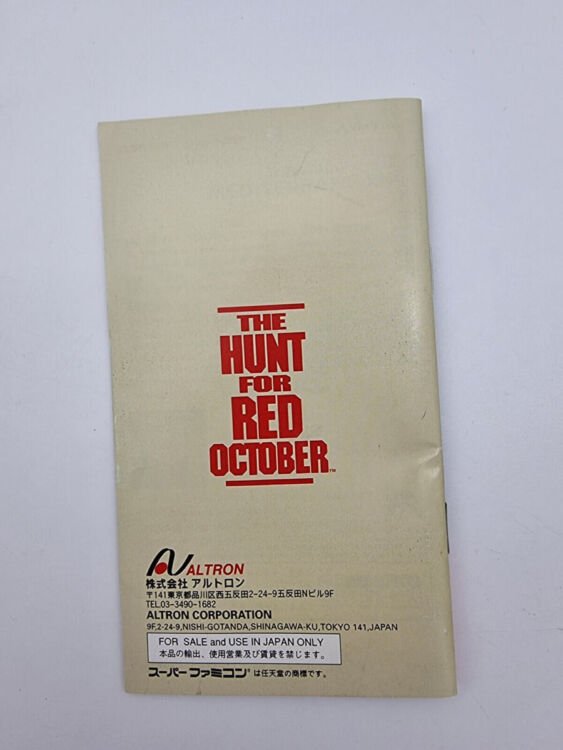 THE
HUNT
FOR
RED
OCTOBER™
ALTRON
株式会社 アルトロン
〒141東京都品川区西五反田2-24-9五反田Nビル9F
TEL.03-3490-1682
ALTRON CORPORATION
9F,2-24-9,NISHI-GOTANDA,SHINAGAWA-KU,TOKYO 141,JAPAN
FOR SALE and USE IN JAPAN ONLY
本品の輸出、使用営業及び賃貸を禁じます。
スーパーファミコン® は任天堂の商標です。